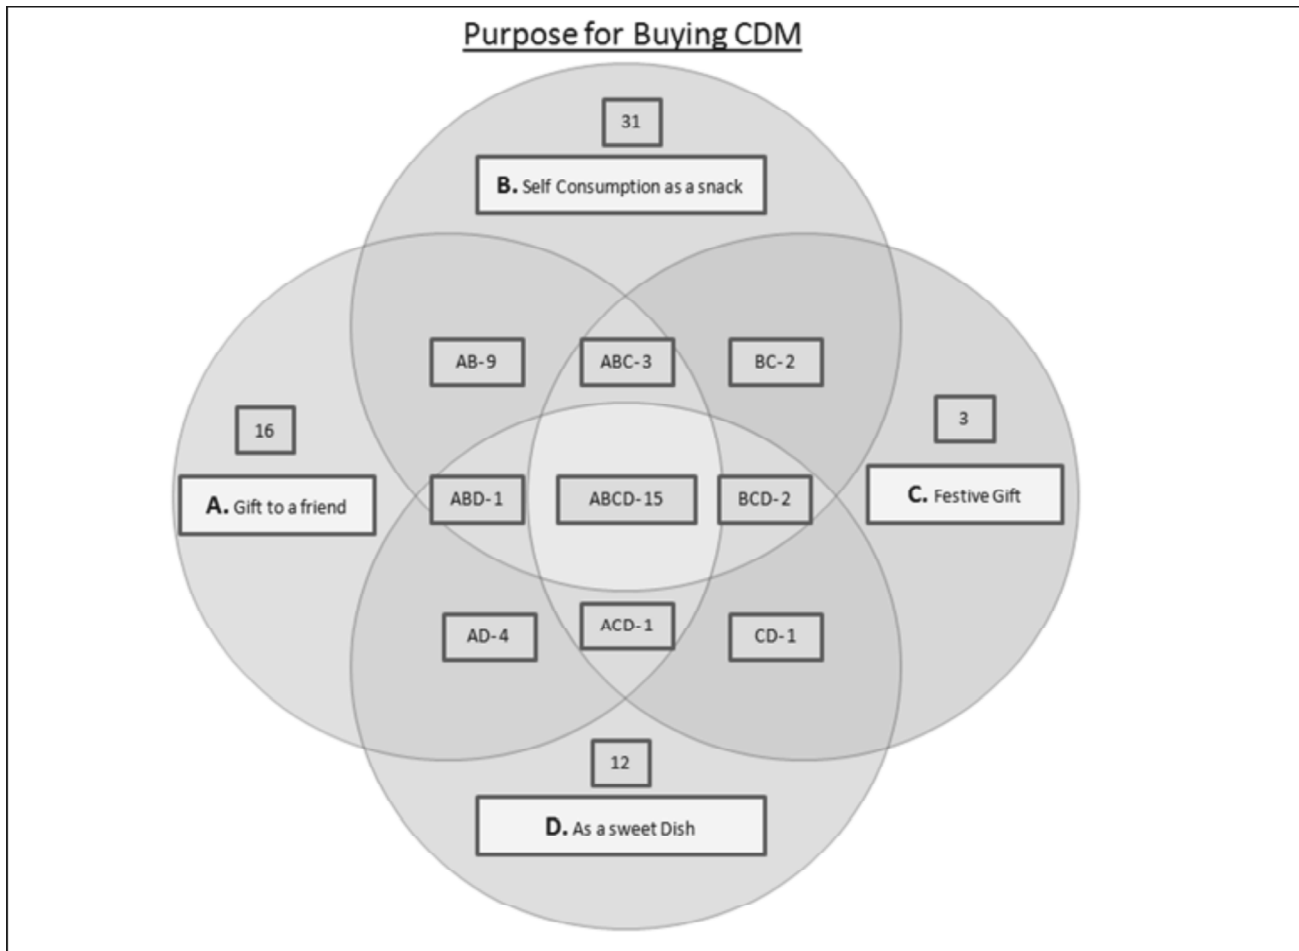 Purpose for Buying CDM
31
B. Self Consumption as a snack
AB-9
ABC-3
BC-2
16
3
A. Gift to a friend
ABD-1
ABCD-15
BCD-2
C. Festive Gift
AD-4
ACD-1
CD-1
12
D. As a sweet Dish